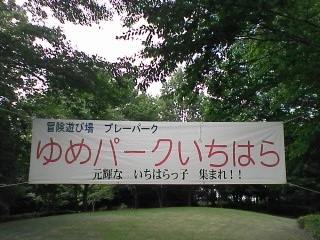 冒険遊び場　プレーパーク
ゆめパークいちはら
元輝な　いちはらっ子　集まれ！！